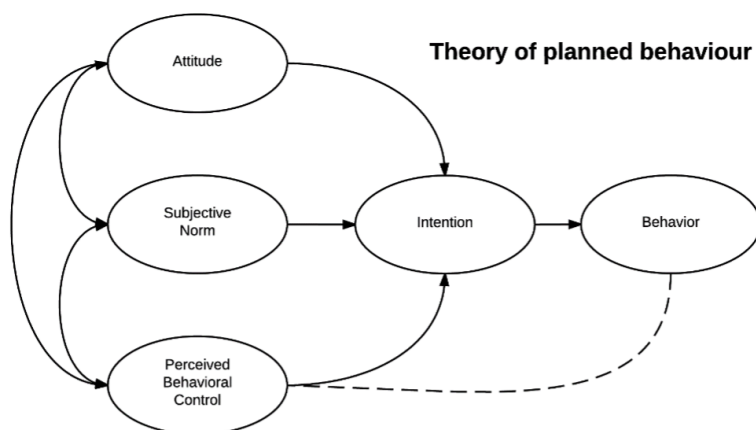 Theory of planned behaviour
Attitude
Subjective
Norm
Intention
Behavior
Perceived
Behavioral
Control